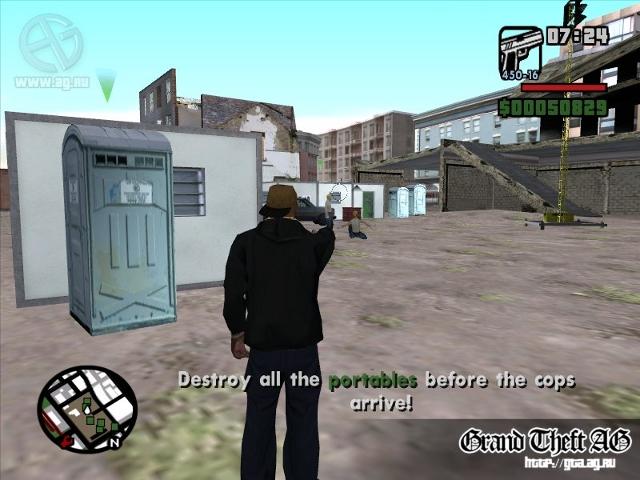 AG
www.ag.ru
07:24
450-16
$00050829
Destroy all the portables before the cops
arrive!
N
Grand Theft AG
http://gta.ag.ru